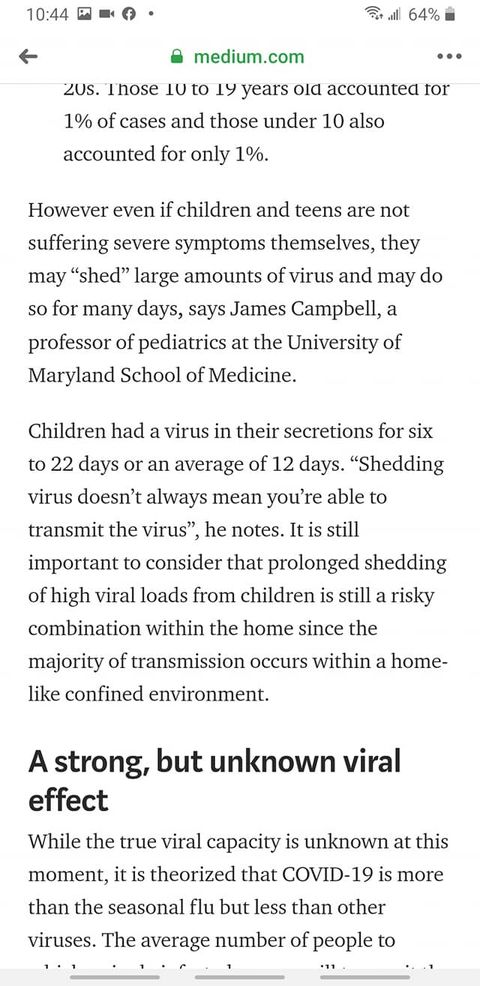 10:44 64%
medium.com
20s. Those 10 to 19 years old accounted for
1% of cases and those under 10 also
accounted for only 1%.
However even if children and teens are not
suffering severe symptoms themselves, they
may “shed” large amounts of virus and may do
so for many days, says James Campbell, a
professor of pediatrics at the University of
Maryland School of Medicine.
Children had a virus in their secretions for six
to 22 days or an average of 12 days. “Shedding
virus doesn’t always mean you’re able to
transmit the virus”, he notes. It is still
important to consider that prolonged shedding
of high viral loads from children is still a risky
combination within the home since the
majority of transmission occurs within a home-
like confined environment.
A strong, but unknown viral
effect
While the true viral capacity is unknown at this
moment, it is theorized that COVID-19 is more
than the seasonal flu but less than other
viruses. The average number of people to